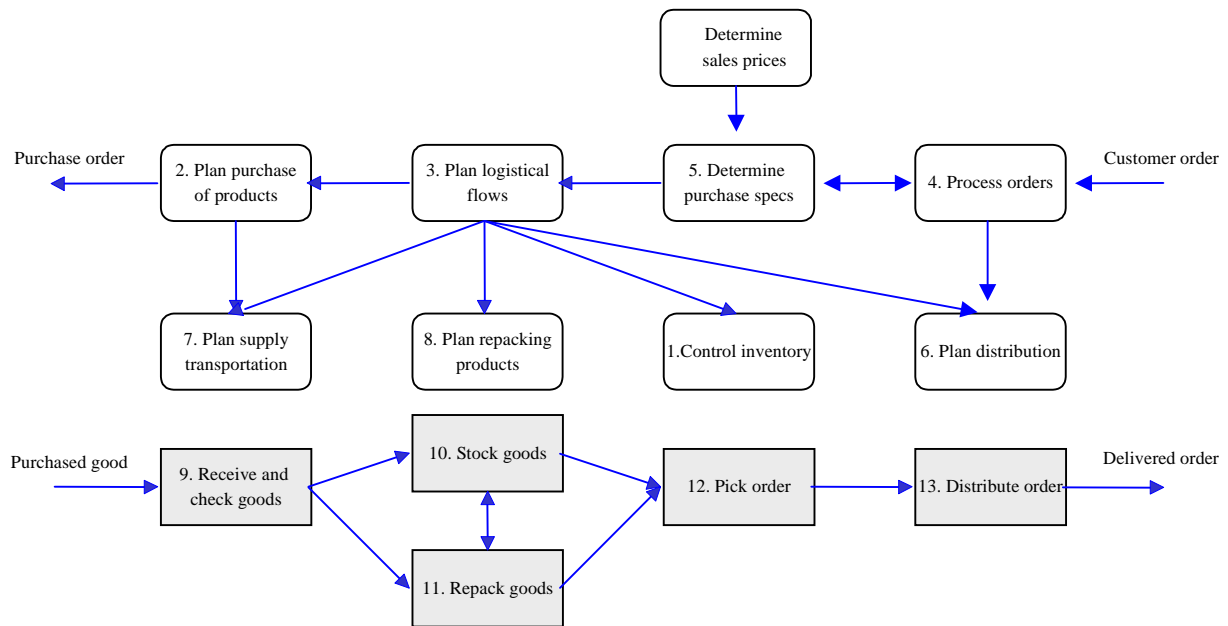 Determine
sales prices
Purchase order
2. Plan purchase
of products
3. Plan logistical
flows
5. Determine
purchase specs
4. Process orders
Customer order
7. Plan supply
transportation
8. Plan repacking
products
1.Control inventory
6. Plan distribution
Purchased good
9. Receive and
check goods
10. Stock goods
11. Repack goods
12. Pick order
13. Distribute order
Delivered order